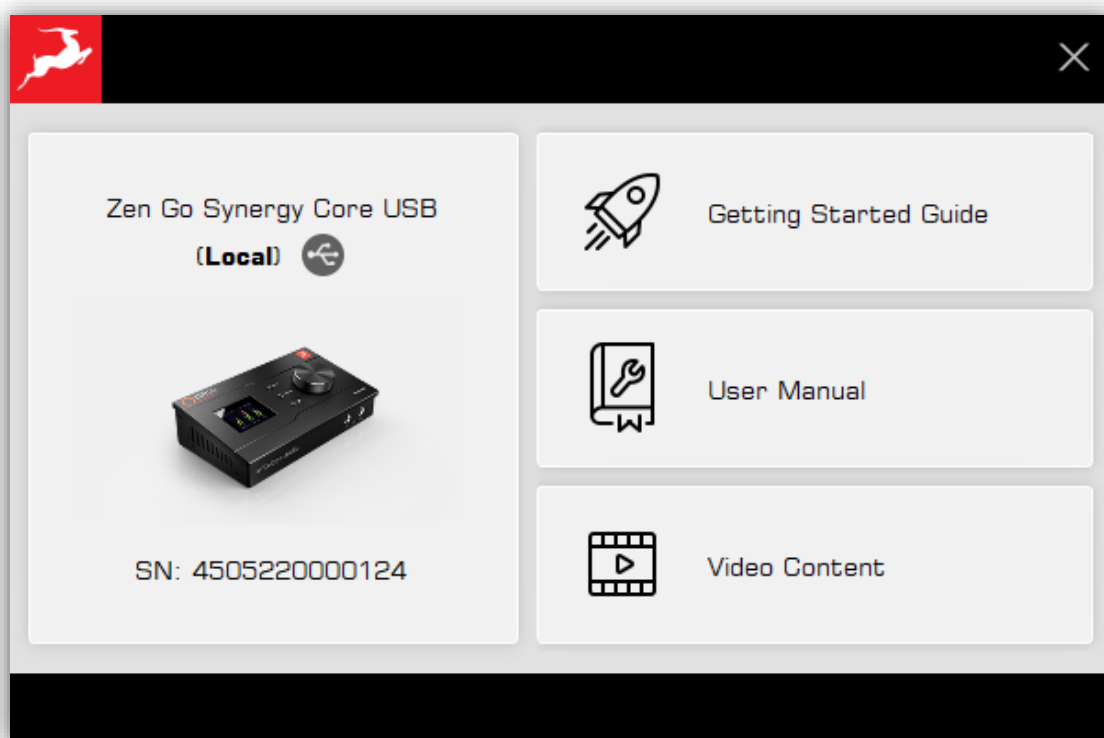 Zen Go Synergy Core USB
(Local)
SN: 4505220000124
Getting Started Guide
User Manual
Video Content